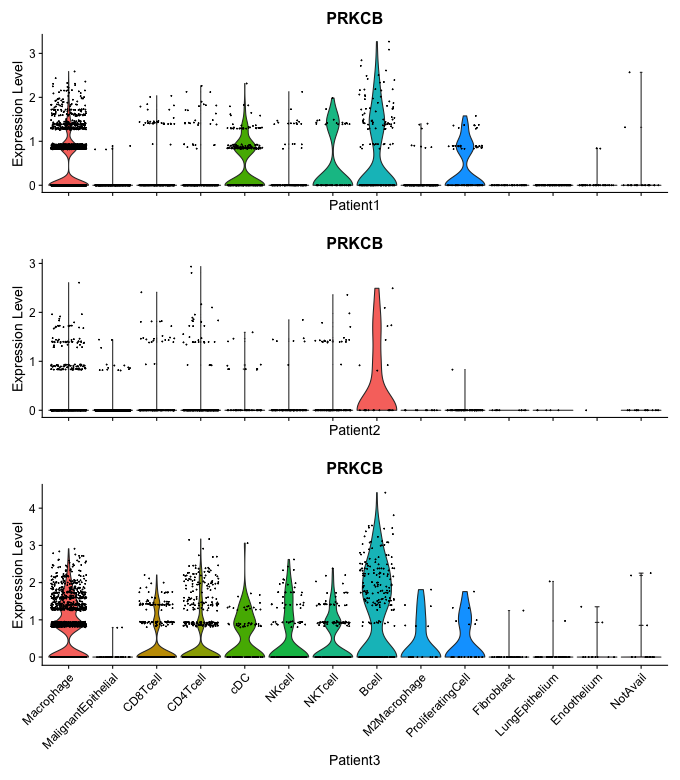 PRKCB
Expression Level
3
2
1
0
Patient1
PRKCB
Expression Level
3
2
1
0
Patient2
PRKCB
Expression Level
4
3
2
1
0
Macrophage
MalignantEpithelial
CD8Tcell
CD4Tcell
cDC
NKcell
NKTcell
Bcell
M2Macrophage
ProliferatingCell
Fibroblast
LungEpithelium
Endothelium
NotAvail
Patient3